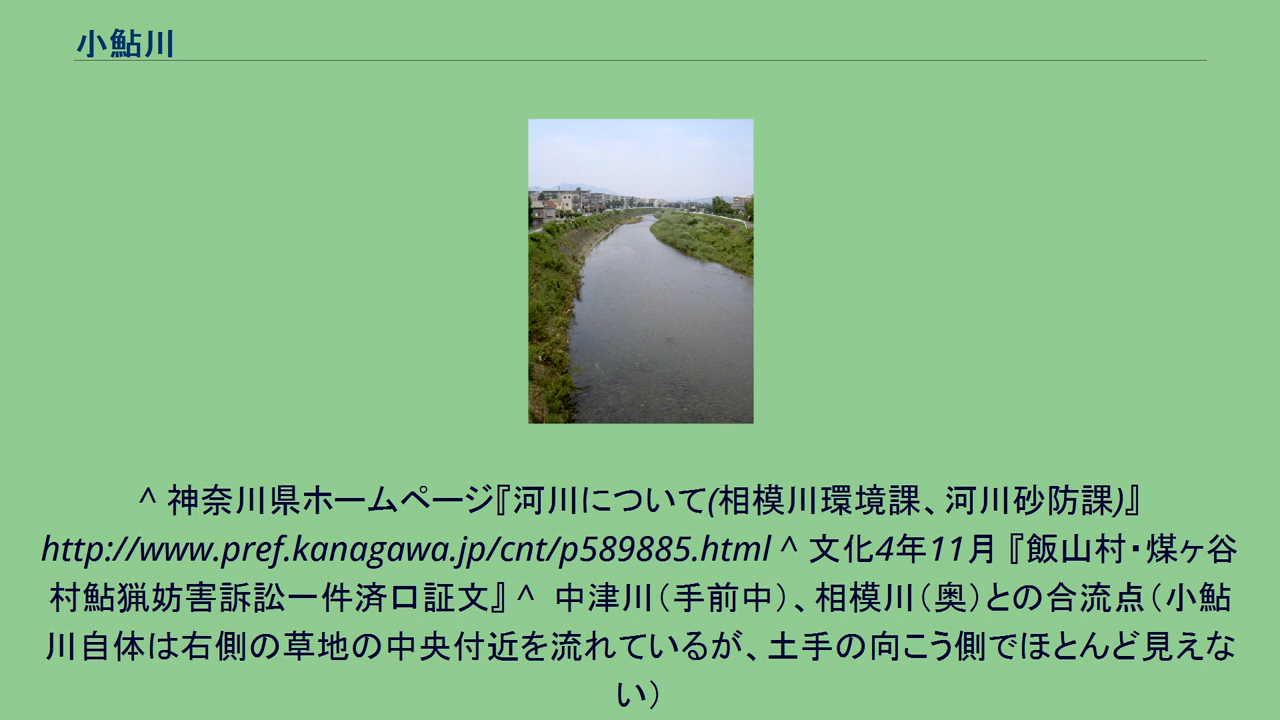 小鮎川
^ 神奈川県ホームページ『河川について(相模川環境課、河川砂防課)』
http://www.pref.kanagawa.jp/cnt/p589885.html ^ 文化4年11月『飯山村・煤ヶ谷
村鮎猟妨害訴訟一件済口証文』 ^ 中津川（手前中）、相模川（奥）との合流点（小鮎
川自体は右側の草地の中央付近を流れているが、土手の向こう側でほとんど見えな
い）